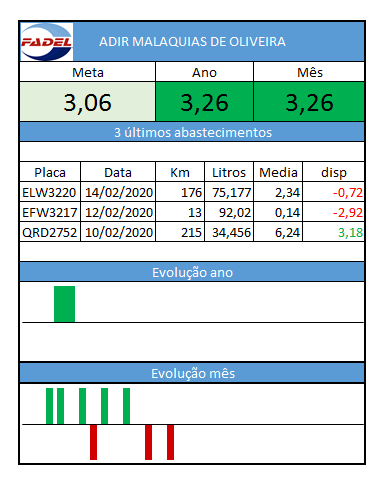 FADEL
ADIR MALAQUIAS DE OLIVEIRA
Meta Ano Mês
3,06 3,26 3,26
3 últimos abastecimentos
Placa Data Km Litros Media disp
ELW3220 14/02/2020 176 75,177 2,34 -0,72
EFW3217 12/02/2020 13 92,02 0,14 -2,92
QRD2752 10/02/2020 215 34,456 6,24 3,18
Evolução ano
Evolução mês